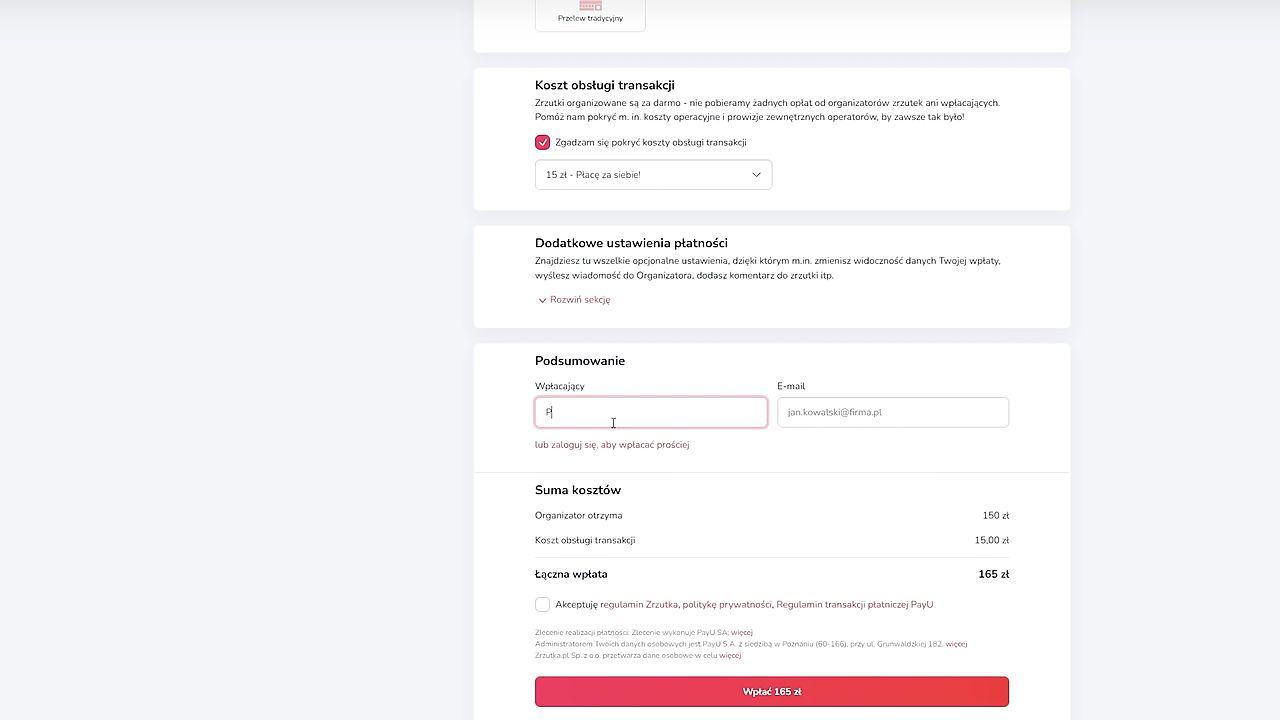 Przelew tradycyjny
Koszt obsługi transakcji
Zrzutki organizowane są za darmo - nie pobieramy żadnych opłat od organizatorów zrzutek ani wpłacających.
Pomóż nam pokryć m. in. koszty operacyjne i prowizje zewnętrznych operatorów, by zawsze tak było!
Zgadzam się pokryć koszty obsługi transakcji
15 zł - Płacę za siebie!
Dodatkowe ustawienia płatności
Znajdziesz tu wszelkie opcjonalne ustawienia, dzięki którym m.in. zmienisz widoczność danych Twojej wpłaty,
wyślesz wiadomość do Organizatora, dodasz komentarz do zrzutki itp.
Rozwiń sekcję
Podsumowanie
Wpłacający E-mail
P jan.kowalski@firma.pl
lub zaloguj się, aby wpłacać prościej
Suma kosztów
Organizator otrzyma 150 zł
Koszt obsługi transakcji 15,00 zł
Łączna wpłata 165 zł
Akceptuję regulamin Zrzutka, politykę prywatności, Regulamin transakcji płatniczej PayU
Zlecenie realizacji płatności: Zlecenie wykonuje PayU SA; więcej
Administratorem Twoich danych osobowych jest PayU S.A. z siedzibą w Poznaniu (60-166), przy ul. Grunwaldzkiej 182. więcej
Zrzutka.pl Sp. z o.o. przetwarza dane osobowe w celu więcej
Wpłać 165 zł